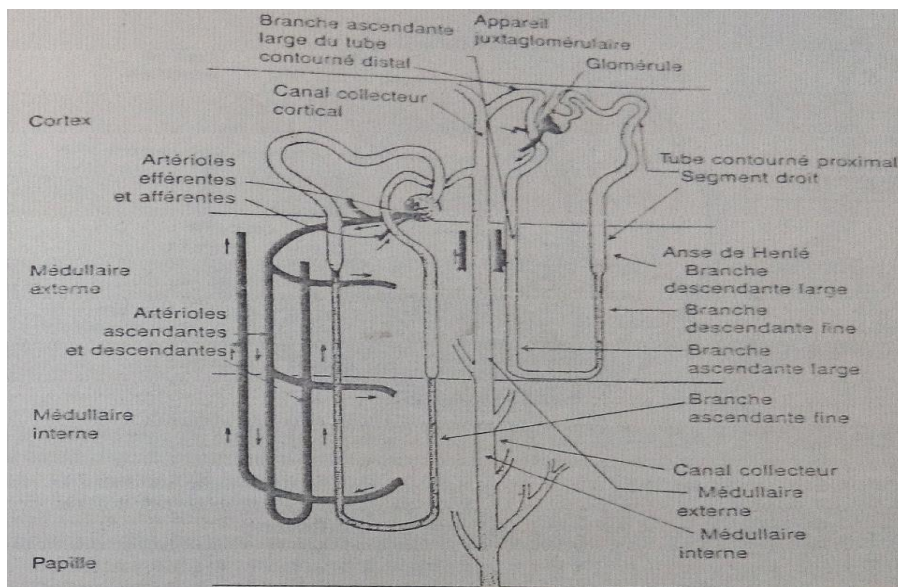 Branche ascendante
large du tube
contourné distal
Appareil
juxtaglomérulaire
Glomérule
Canal collecteur
cortical
Cortex
Artérioles
efférentes
et afférentes
Tube contourné proximal
Segment droit
Médullaire
externe
Anse de Henlé
Branche
descendante large
Branche
descendante fine
Artérioles
ascendantes
et descendantes
Branche
ascendante large
Médullaire
interne
Branche
ascendante fine
Canal collecteur
Médullaire
externe
Médullaire
interne
Papille